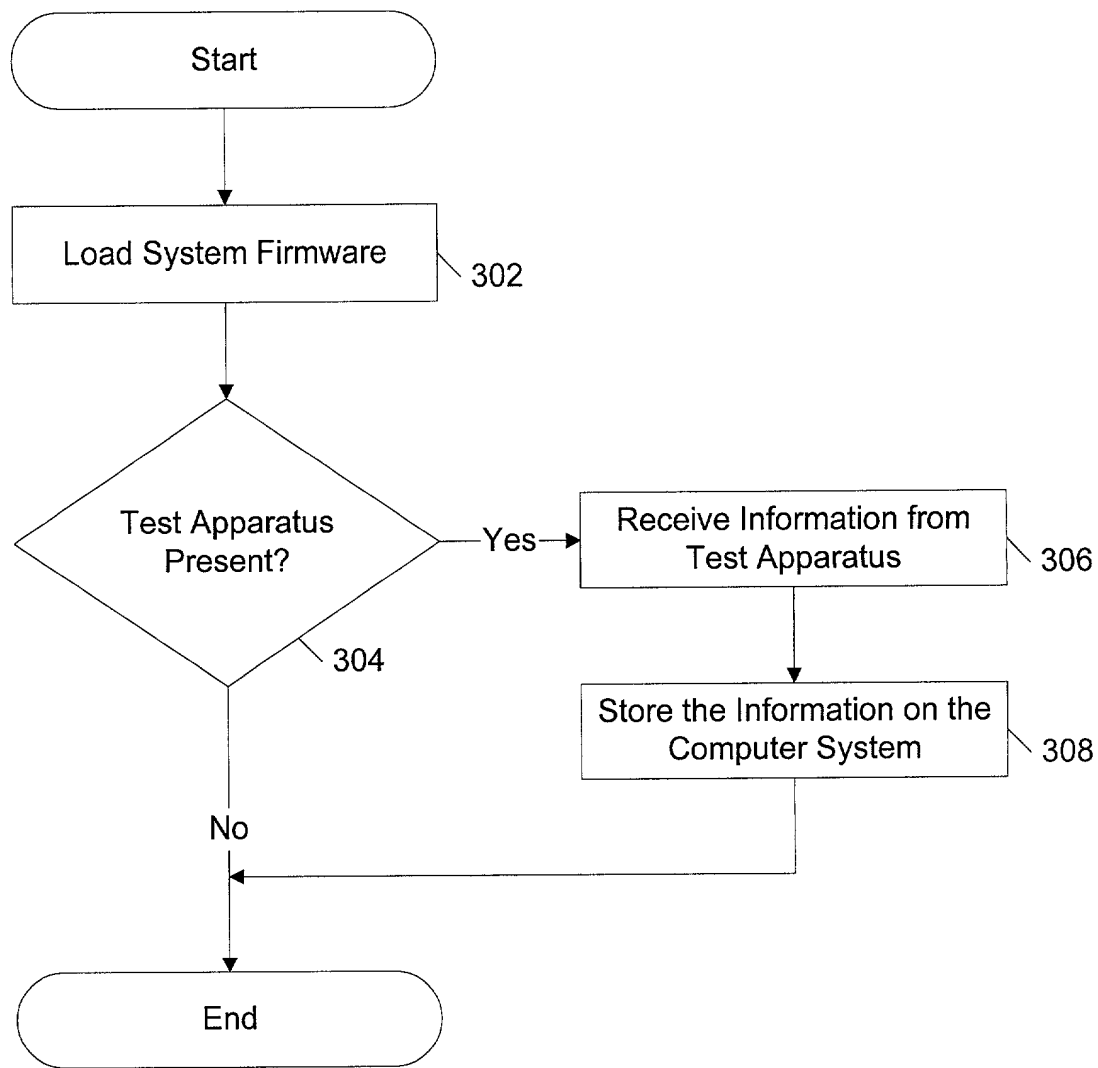 Start
Load System Firmware
302
Test Apparatus
Present?
Yes
Receive Information from
Test Apparatus
306
304
Store the Information on the
Computer System
308
No
End